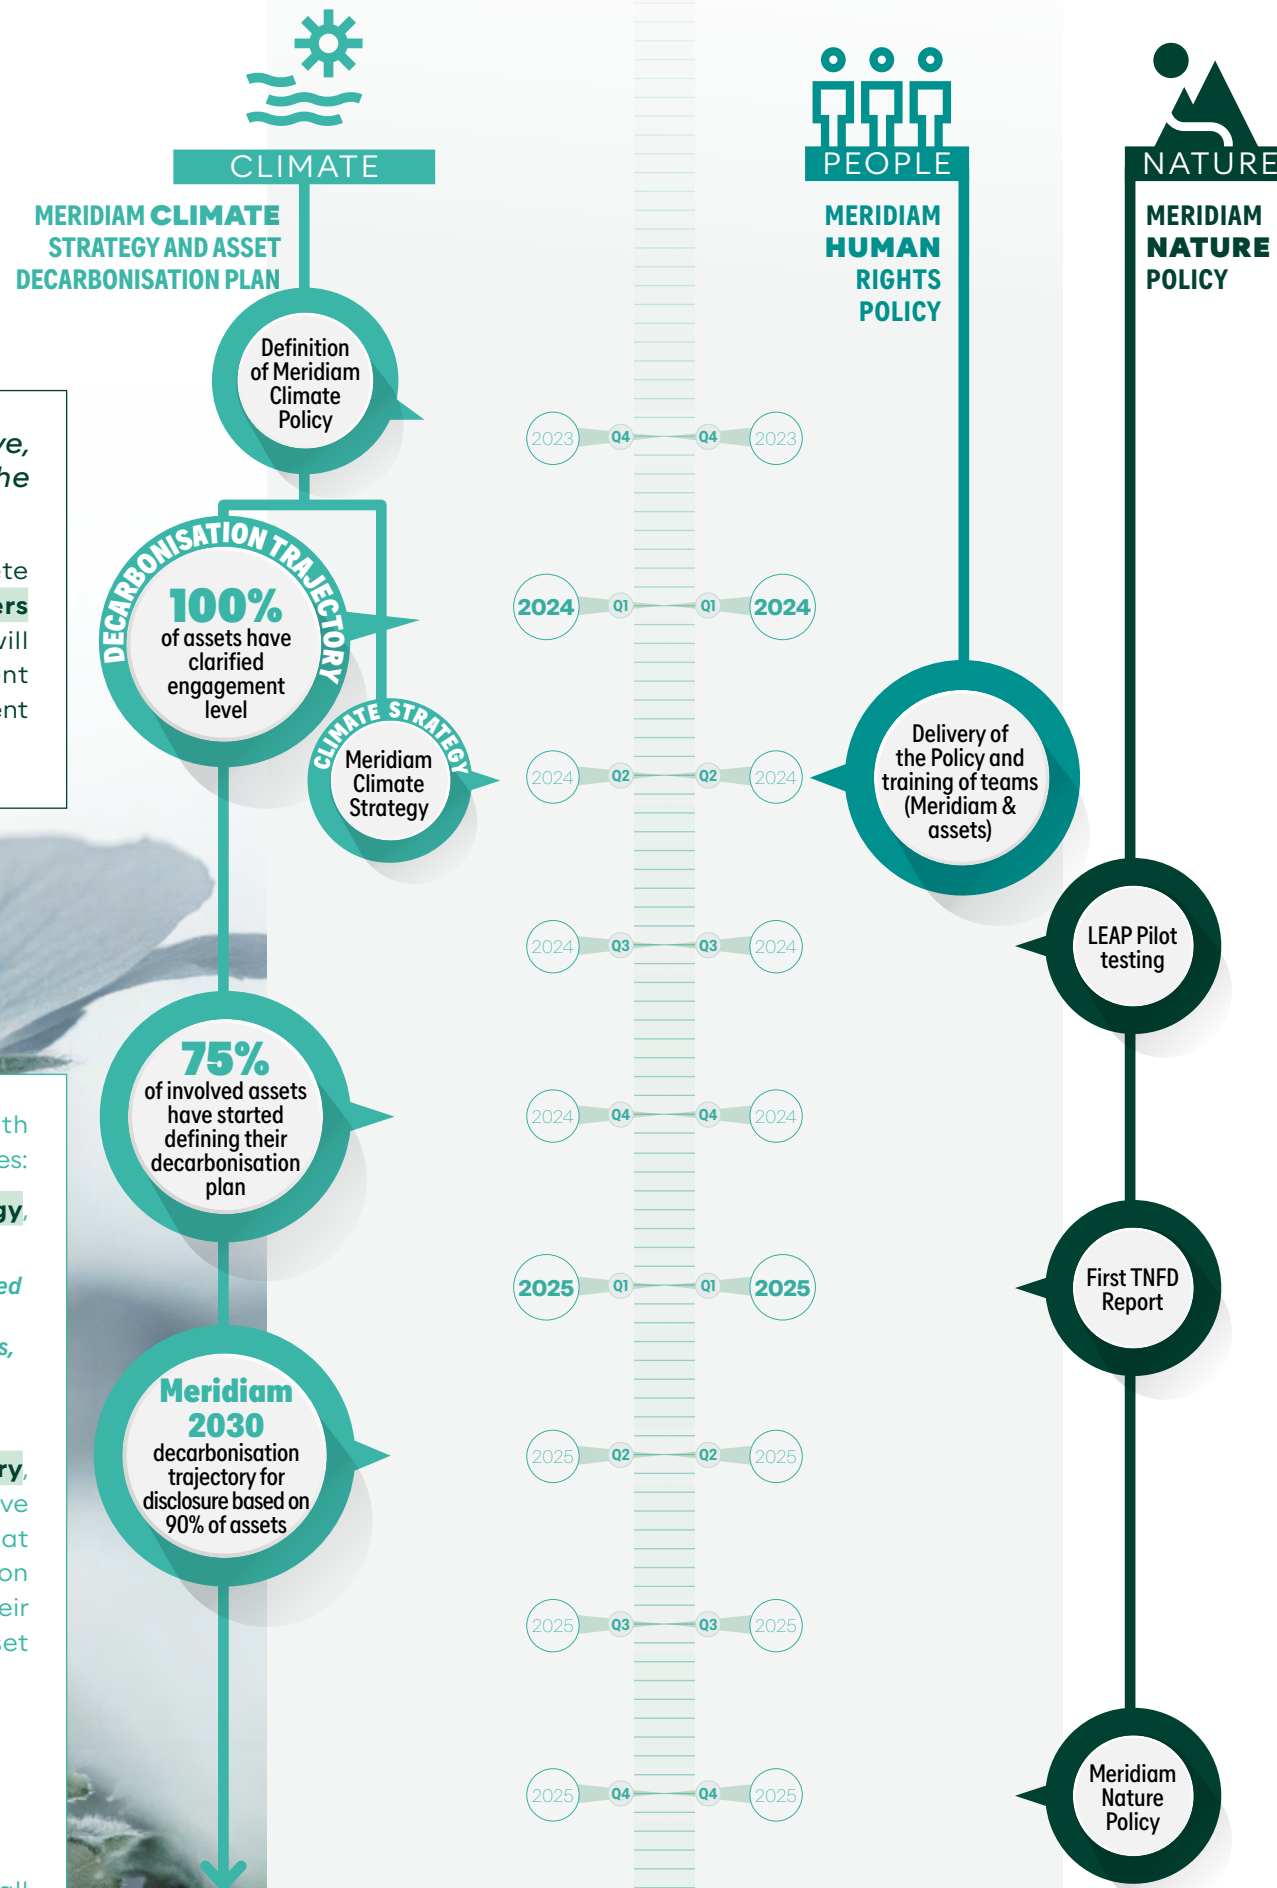 CLIMATE
MERIDIAM CLIMATE
STRATEGY AND ASSET
DECARBONISATION PLAN
Definition
of Meridiam
Climate
Policy
DECARBONISATION TRAJECTORY
100%
of assets have
clarified
engagement
level
CLIMATE STRATEGY
Meridiam
Climate
Strategy
75%
of involved assets
have started
defining their
decarbonisation
plan
Meridiam
2030
decarbonisation
trajectory for
disclosure based on
90% of assets
2023 Q4 Q4 2023
2024 Q1 Q1 2024
2024 Q2 Q2 2024
2024 Q3 Q3 2024
2024 Q4 Q4 2024
2025 Q1 Q1 2025
2025 Q2 Q2 2025
2025 Q3 Q3 2025
2025 Q4 Q4 2025
PEOPLE
MERIDIAM
HUMAN
RIGHTS
POLICY
Delivery of
the Policy and
training of teams
(Meridiam &
assets)
NATURE
MERIDIAM
NATURE
POLICY
LEAP Pilot
testing
First TNFD
Report
Meridiam
Nature
Policy